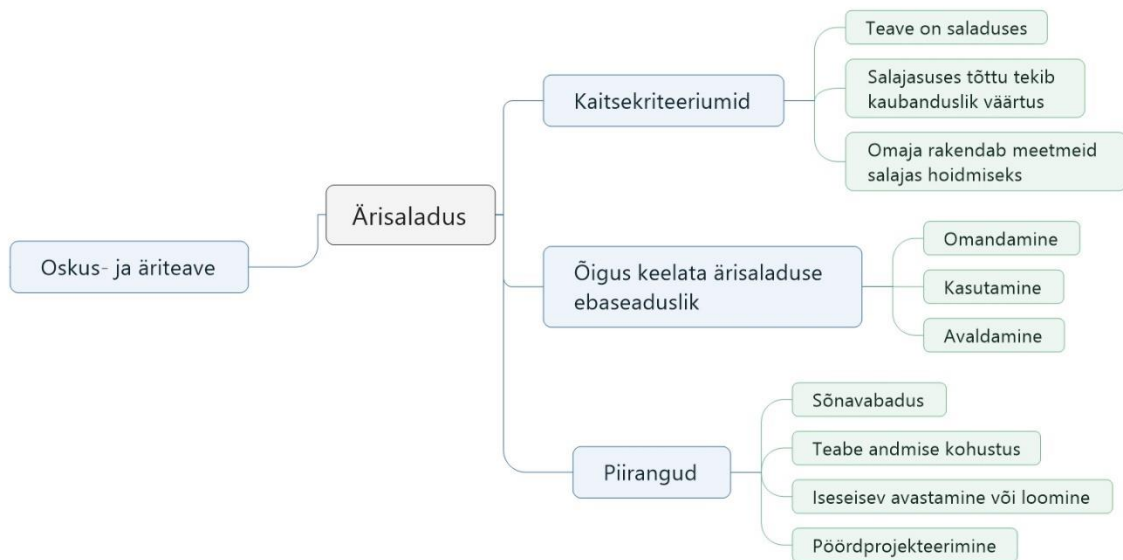 Ärisaladus
Oskus- ja äriteave
Kaitsekriteeriumid
Teave on saladuses
Salajasuses tõttu tekib
kaubanduslik väärtus
Omaja rakendab meetmeid
salajas hoidmiseks
Õigus keelata ärisaladuse
ebaseaduslik
Omandamine
Kasutamine
Avaldamine
Piirangud
Sõnavabadus
Teabe andmise kohustus
Iseseisev avastamine või loomine
Pöördprojekteerimine